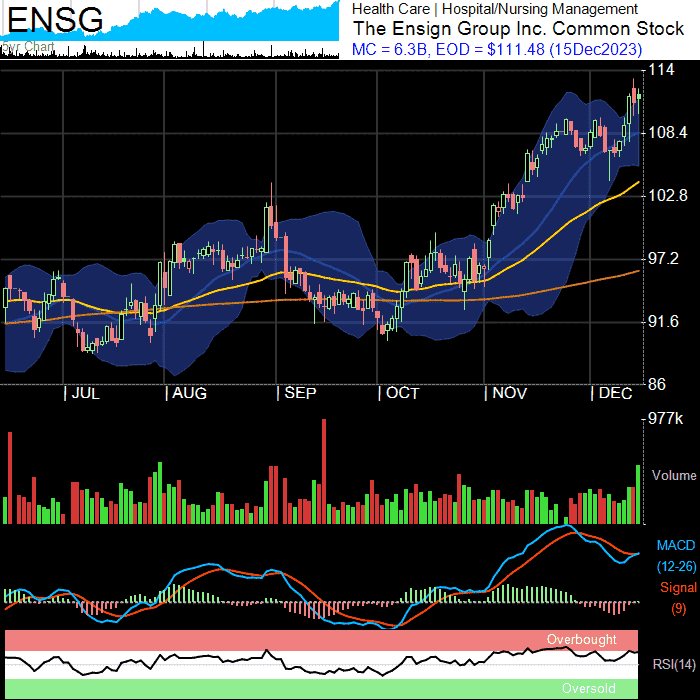 ENSG
Health Care | Hospital/Nursing Management
The Ensign Group Inc. Common Stock
MC = 6.3B, EOD = $111.48 (15Dec2023)
Chart
114
108.4
102.8
97.2
91.6
86
| JUL | AUG | SEP | OCT | NOV | DEC
977k
Volume
MACD
(12-26)
Signal
(9)
Overbought
RSI(14)
Oversold